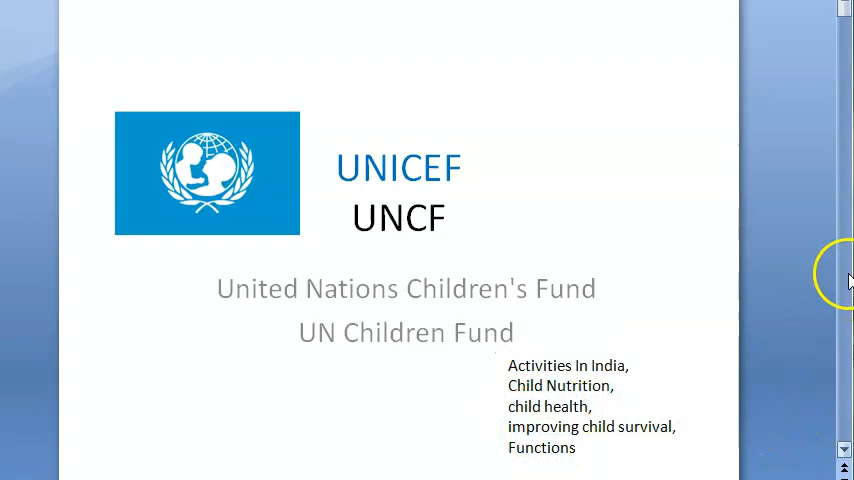 UNICEF
UNCF
United Nations Children's Fund
UN Children Fund
Activities In India,
Child Nutrition,
child health,
improving child survival,
Functions